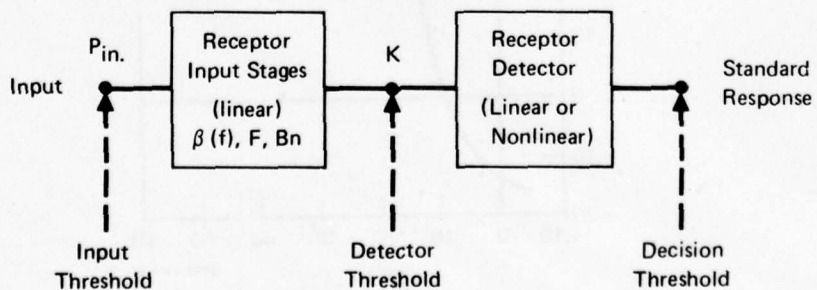 Input
P in.
Receptor
Input Stages
(linear)
β (f), F, Bn
K
Receptor
Detector
(Linear or
Nonlinear)
Standard
Response
Input
Threshold
Detector
Threshold
Decision
Threshold